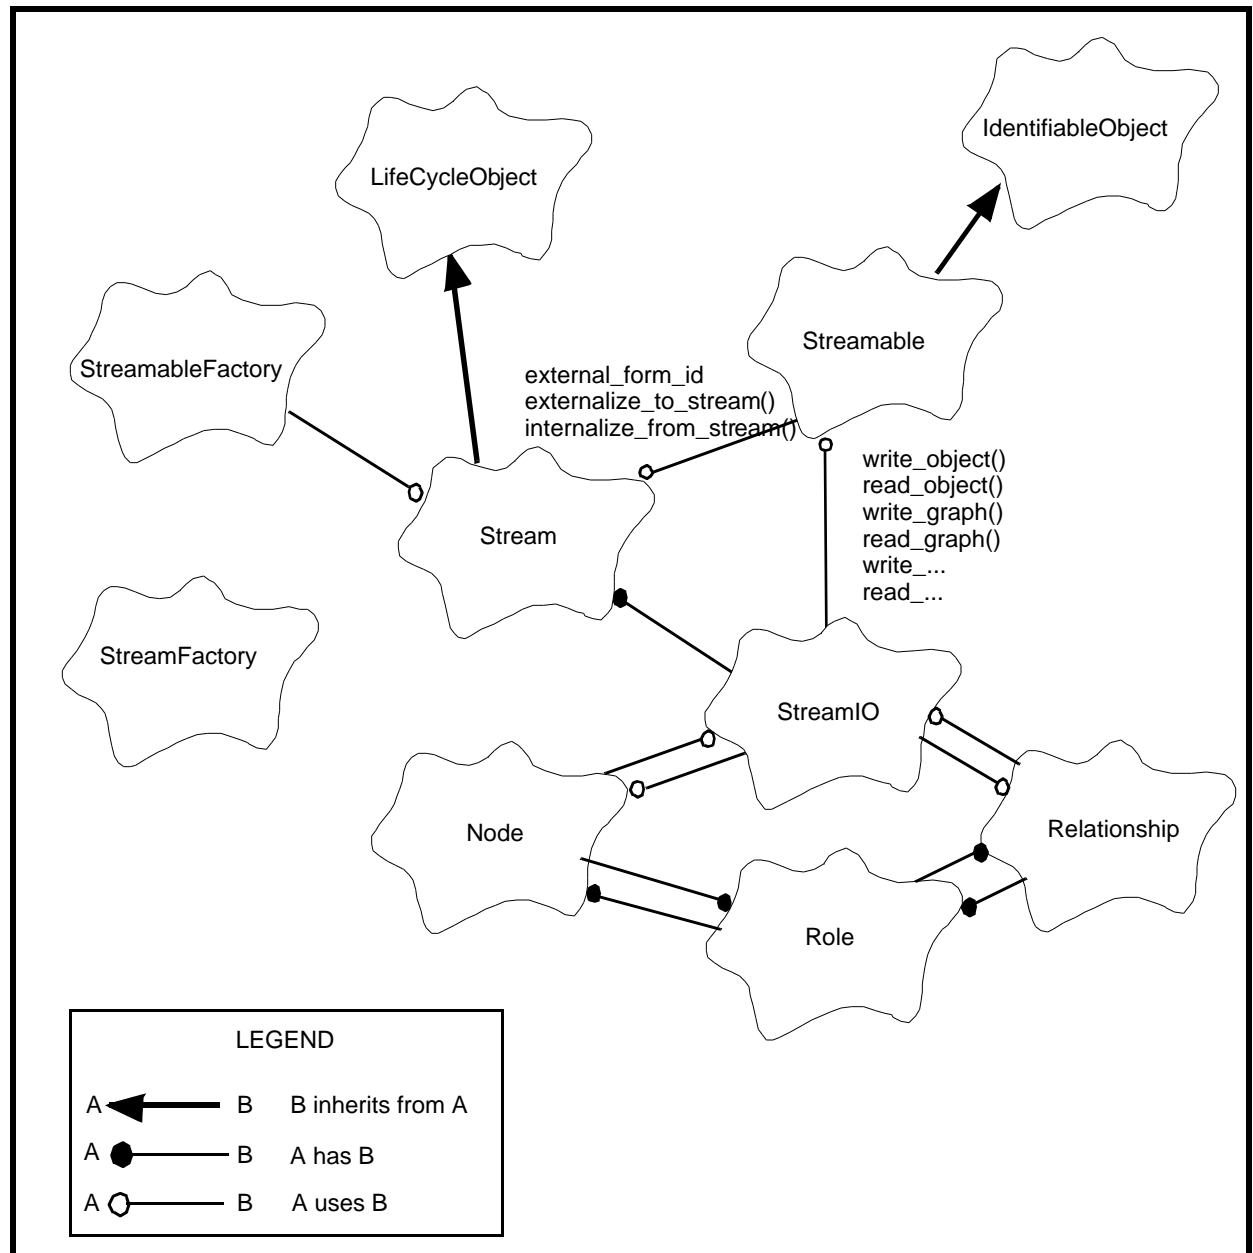 IdentifiableObject
LifeCycleObject
Streamable
StreamableFactory
external_form_id
externalize_to_stream()
internalize_from_stream()
write_object()
read_object()
write_graph()
read_graph()
write_...
read_...
Stream
StreamFactory
StreamIO
Node
Relationship
Role
LEGEND
A B B inherits from A
A B A has B
A B A uses B